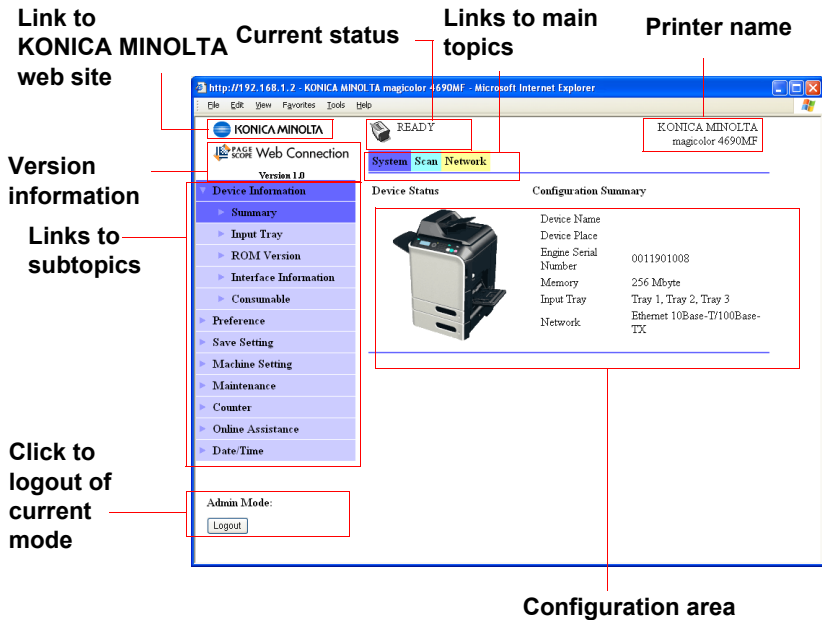 Link to
KONICA MINOLTA
web site
Current status
Links to main
topics
Printer name
http://192.168.1.2 - KONICA MINOLTA magicolor 4690MF - Microsoft Internet Explorer
File Edit View Favorites Tools Help
KONICA MINOLTA
READY
KONICA MINOLTA
magicolor 4690MF
PAGE SCOPE Web Connection
Version 1.0
System Scan Network
Version
information
Links to
subtopics
Device Information
Summary
Input Tray
ROM Version
Interface Information
Consumable
Preference
Save Setting
Machine Setting
Maintenance
Counter
Online Assistance
Date/Time
Device Status
Configuration Summary
Device Name
Device Place
Engine Serial
Number
0011901008
Memory 256 Mbyte
Input Tray Tray 1, Tray 2, Tray 3
Network Ethernet 10Base-T/100Base-
TX
Click to
logout of
current
mode
Admin Mode:
Logout
Configuration area